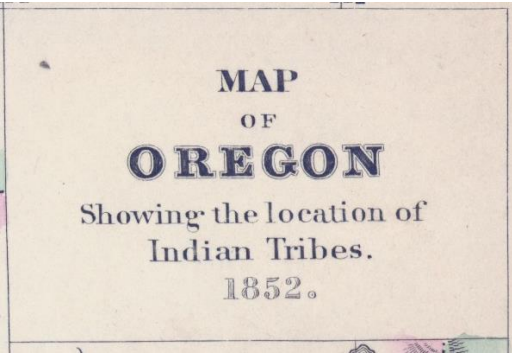 MAP
OF
OREGON
Showing the location of
Indian Tribes.
1852.